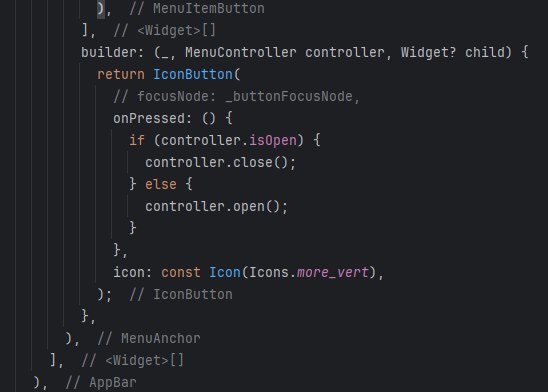 ),  // MenuItemButton
],  // <Widget>[]
builder: (_, MenuController controller, Widget? child) {
return IconButton(
// focusNode: _buttonFocusNode,
onPressed: () {
if (controller.isOpen) {
controller.close();
} else {
controller.open();
}
},
icon: const Icon(Icons.more_vert),
);  // IconButton
},
),  // MenuAnchor
],  // <Widget>[]
),  // AppBar